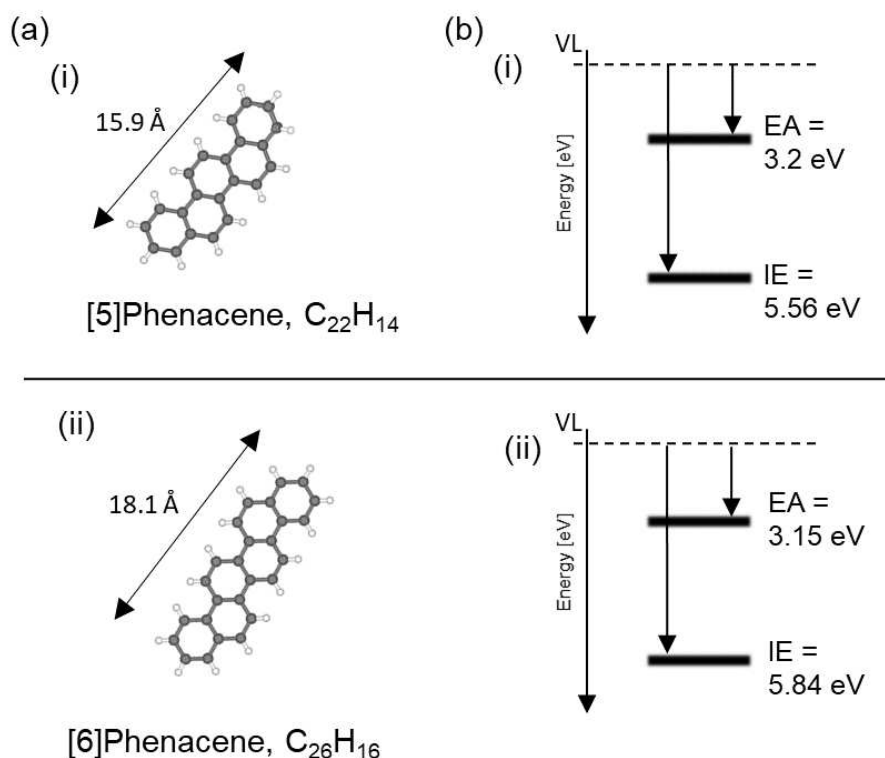 (a)
(i)
15.9 Å
[5]Phenacene, C₂₂H₁₄
(b)
(i)
VL
Energy [eV]
EA =
3.2 eV
IE =
5.56 eV
(ii)
18.1 Å
[6]Phenacene, C₂₆H₁₆
(ii)
VL
Energy [eV]
EA =
3.15 eV
IE =
5.84 eV